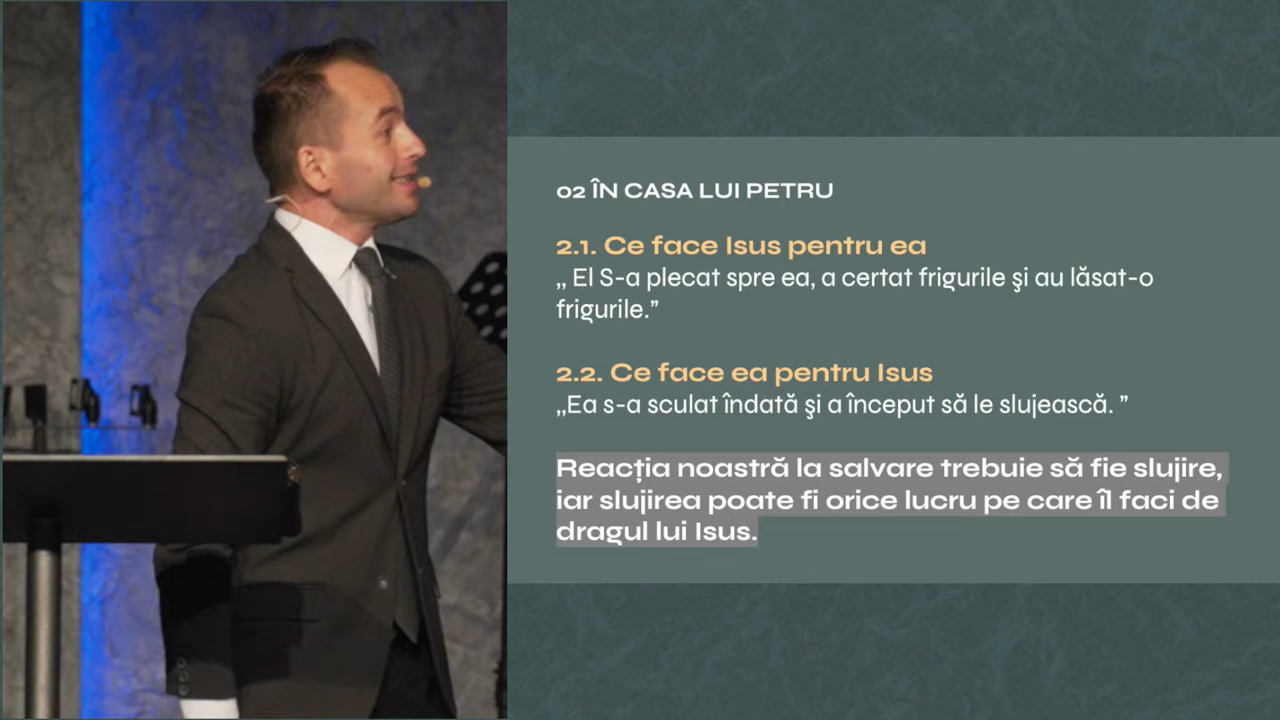 02 ÎN CASA LUI PETRU
2.1. Ce face Isus pentru ea
„ El S-a plecat spre ea, a certat frigurile şi au lăsat-o
frigurile.”
2.2. Ce face ea pentru Isus
„Ea s-a sculat îndată şi a început să le slujească. ”
Reacția noastră la salvare trebuie să fie slujire,
iar slujirea poate fi orice lucru pe care îl faci de
dragul lui Isus.